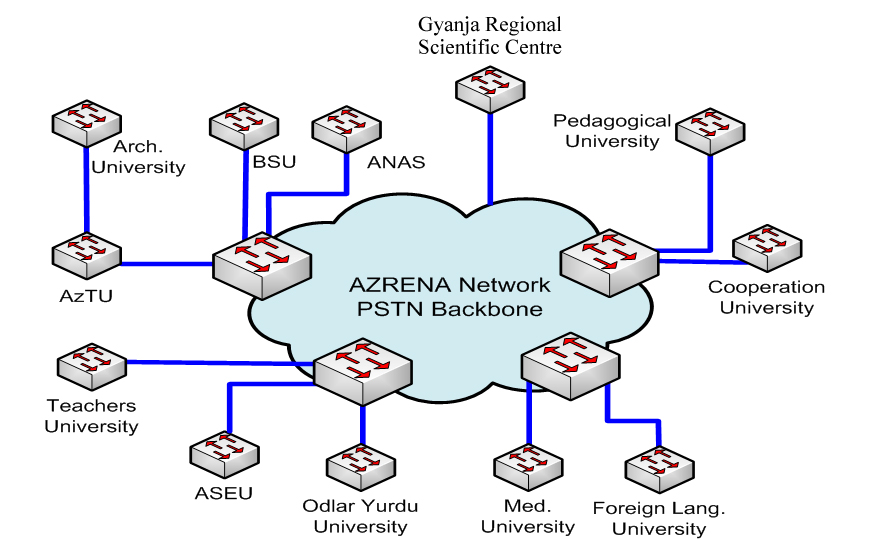 Gyanja Regional
Scientific Centre
Arch.
University
BSU
ANAS
Pedagogical
University
AzTU
AZRENA Network
PSTN Backbone
Cooperation
University
Teachers
University
ASEU
Odlar Yurdu
University
Med.
University
Foreign Lang.
University